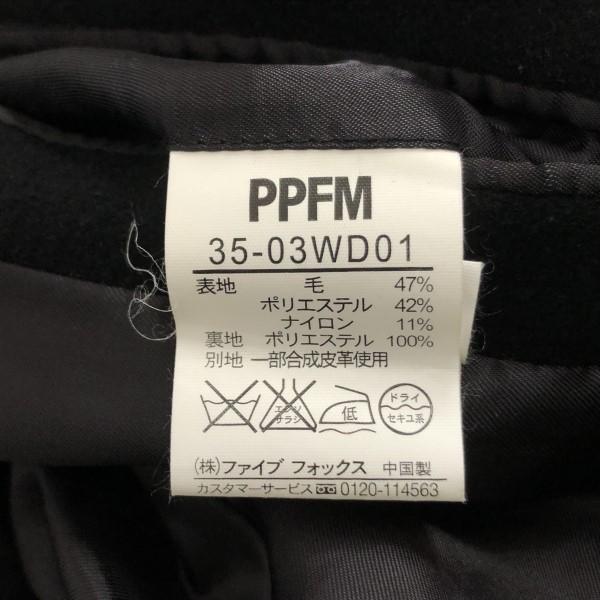 PPFM
35-03WD01
表地 毛 47%
ポリエステル 42%
ナイロン 11%
裏地 ポリエステル 100%
別地 一部合成皮革使用
エンソ サラシ 低 ドライ セキユ系
(株)ファイブ フォックス 中国製
カスタマーサービス 0120-114563